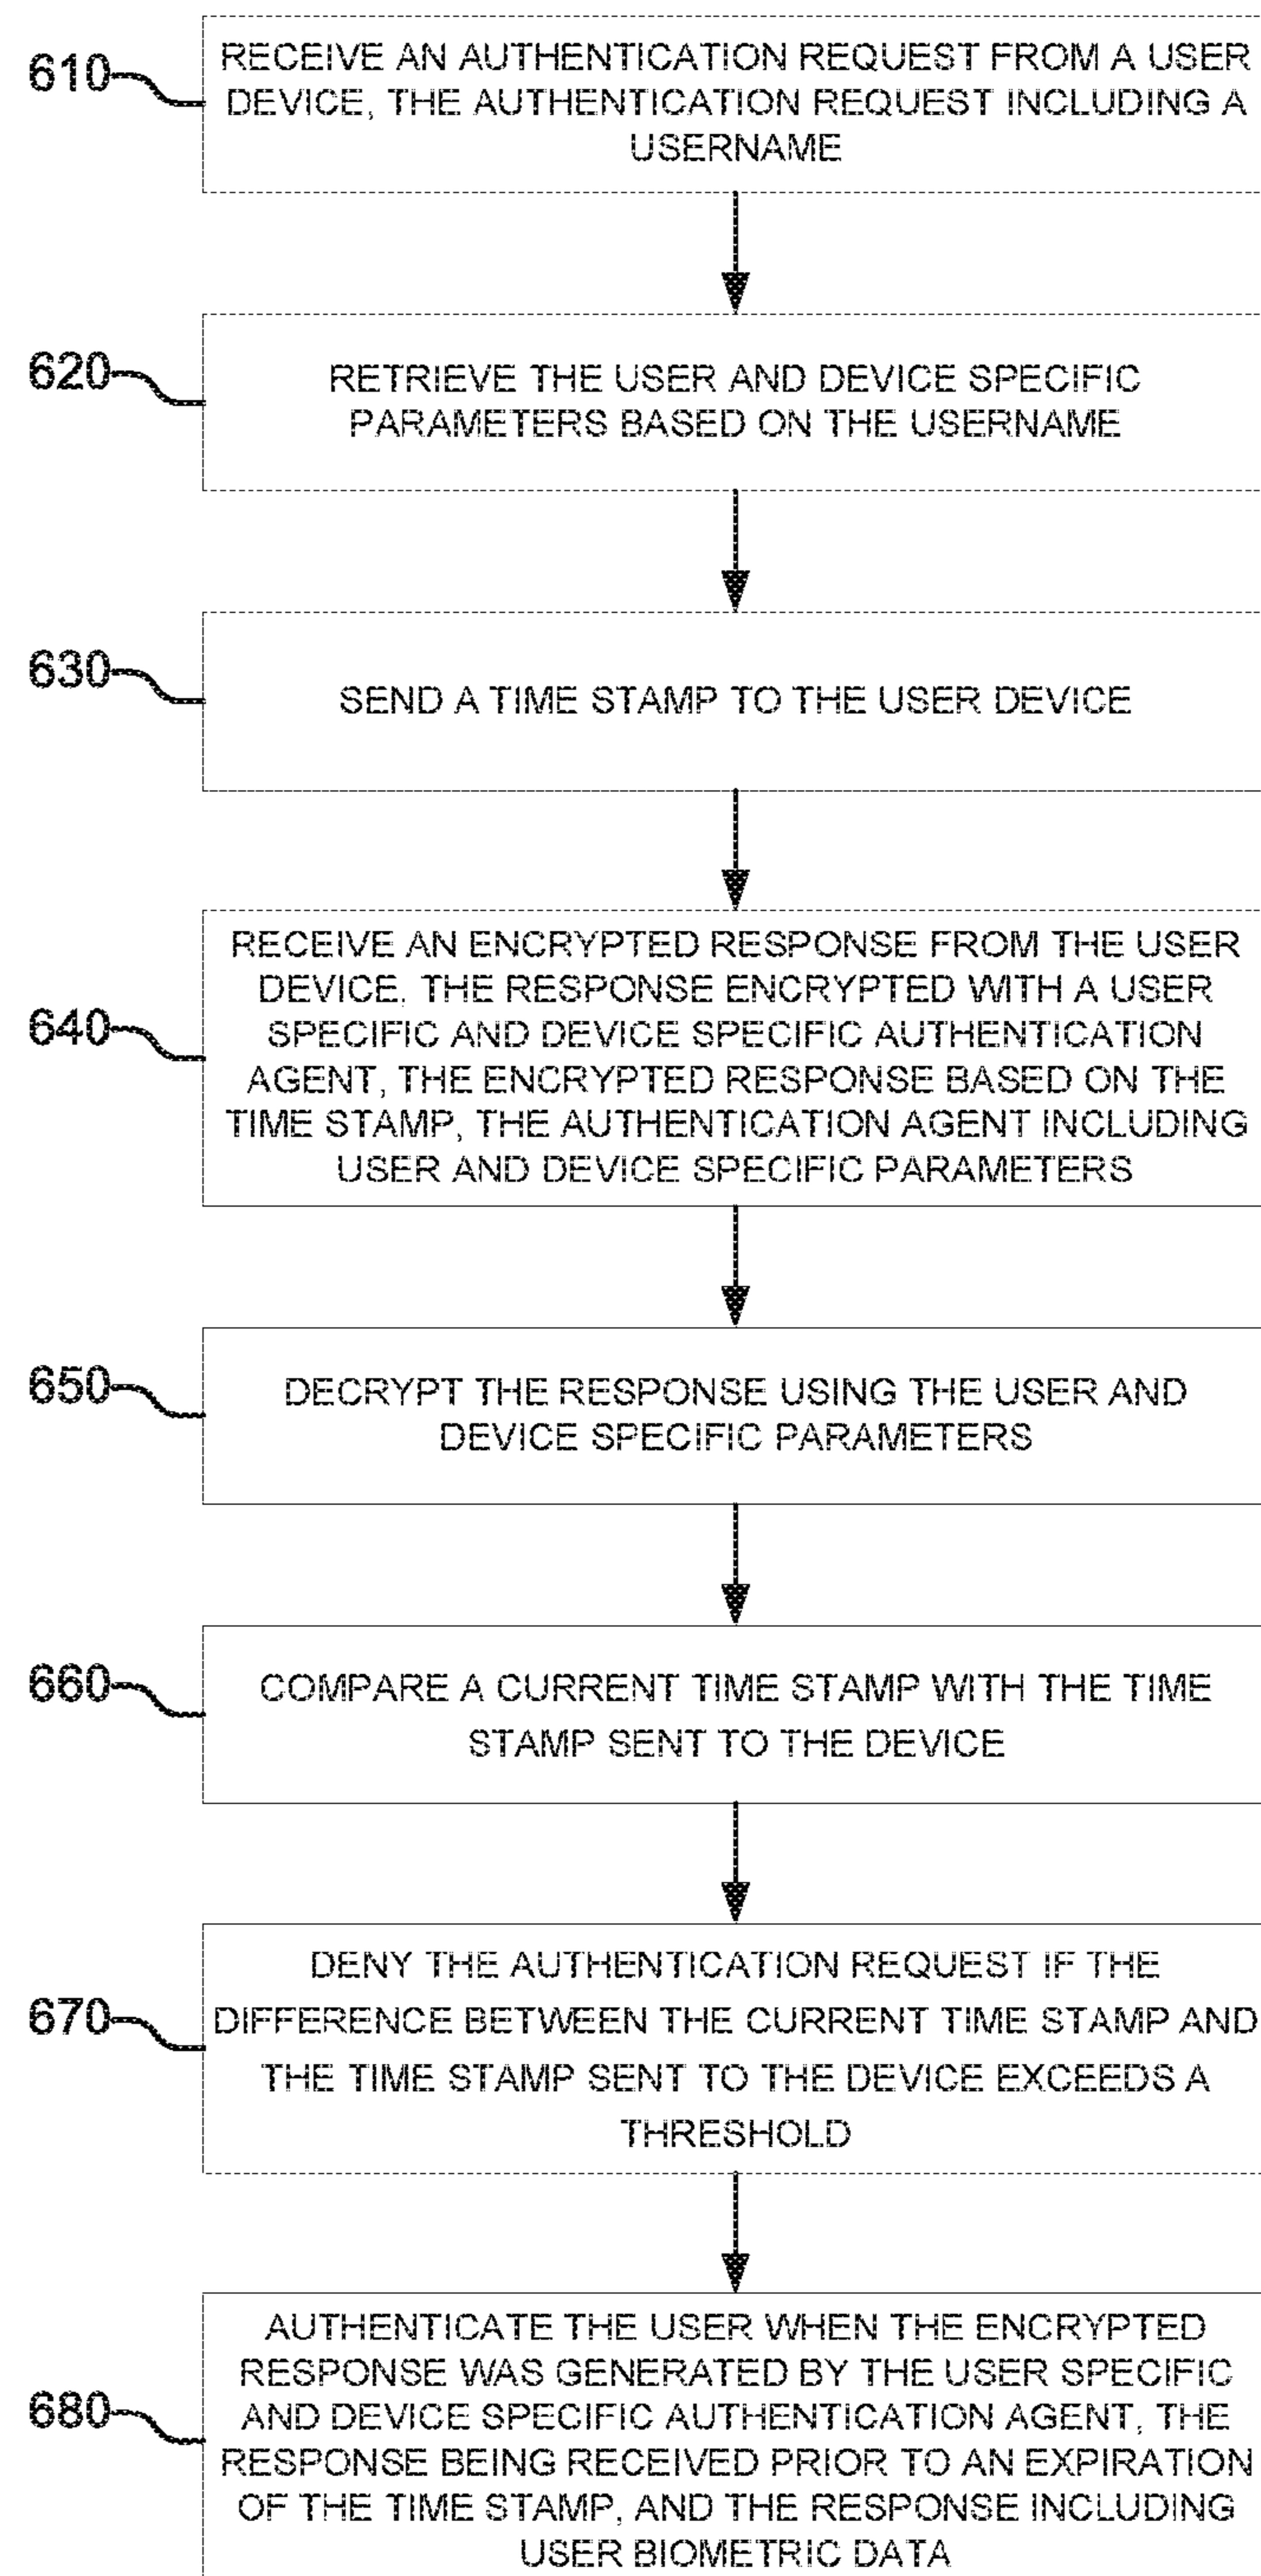 610
RECEIVE AN AUTHENTICATION REQUEST FROM A USER
DEVICE, THE AUTHENTICATION REQUEST INCLUDING A
USERNAME
620
RETRIEVE THE USER AND DEVICE SPECIFIC
PARAMETERS BASED ON THE USERNAME
630
SEND A TIME STAMP TO THE USER DEVICE
640
RECEIVE AN ENCRYPTED RESPONSE FROM THE USER
DEVICE, THE RESPONSE ENCRYPTED WITH A USER
SPECIFIC AND DEVICE SPECIFIC AUTHENTICATION
AGENT, THE ENCRYPTED RESPONSE BASED ON THE
TIME STAMP, THE AUTHENTICATION AGENT INCLUDING
USER AND DEVICE SPECIFIC PARAMETERS
650
DECRYPT THE RESPONSE USING THE USER AND
DEVICE SPECIFIC PARAMETERS
660
COMPARE A CURRENT TIME STAMP WITH THE TIME
STAMP SENT TO THE DEVICE
670
DENY THE AUTHENTICATION REQUEST IF THE
DIFFERENCE BETWEEN THE CURRENT TIME STAMP AND
THE TIME STAMP SENT TO THE DEVICE EXCEEDS A
THRESHOLD
680
AUTHENTICATE THE USER WHEN THE ENCRYPTED
RESPONSE WAS GENERATED BY THE USER SPECIFIC
AND DEVICE SPECIFIC AUTHENTICATION AGENT, THE
RESPONSE BEING RECEIVED PRIOR TO AN EXPIRATION
OF THE TIME STAMP, AND THE RESPONSE INCLUDING
USER BIOMETRIC DATA